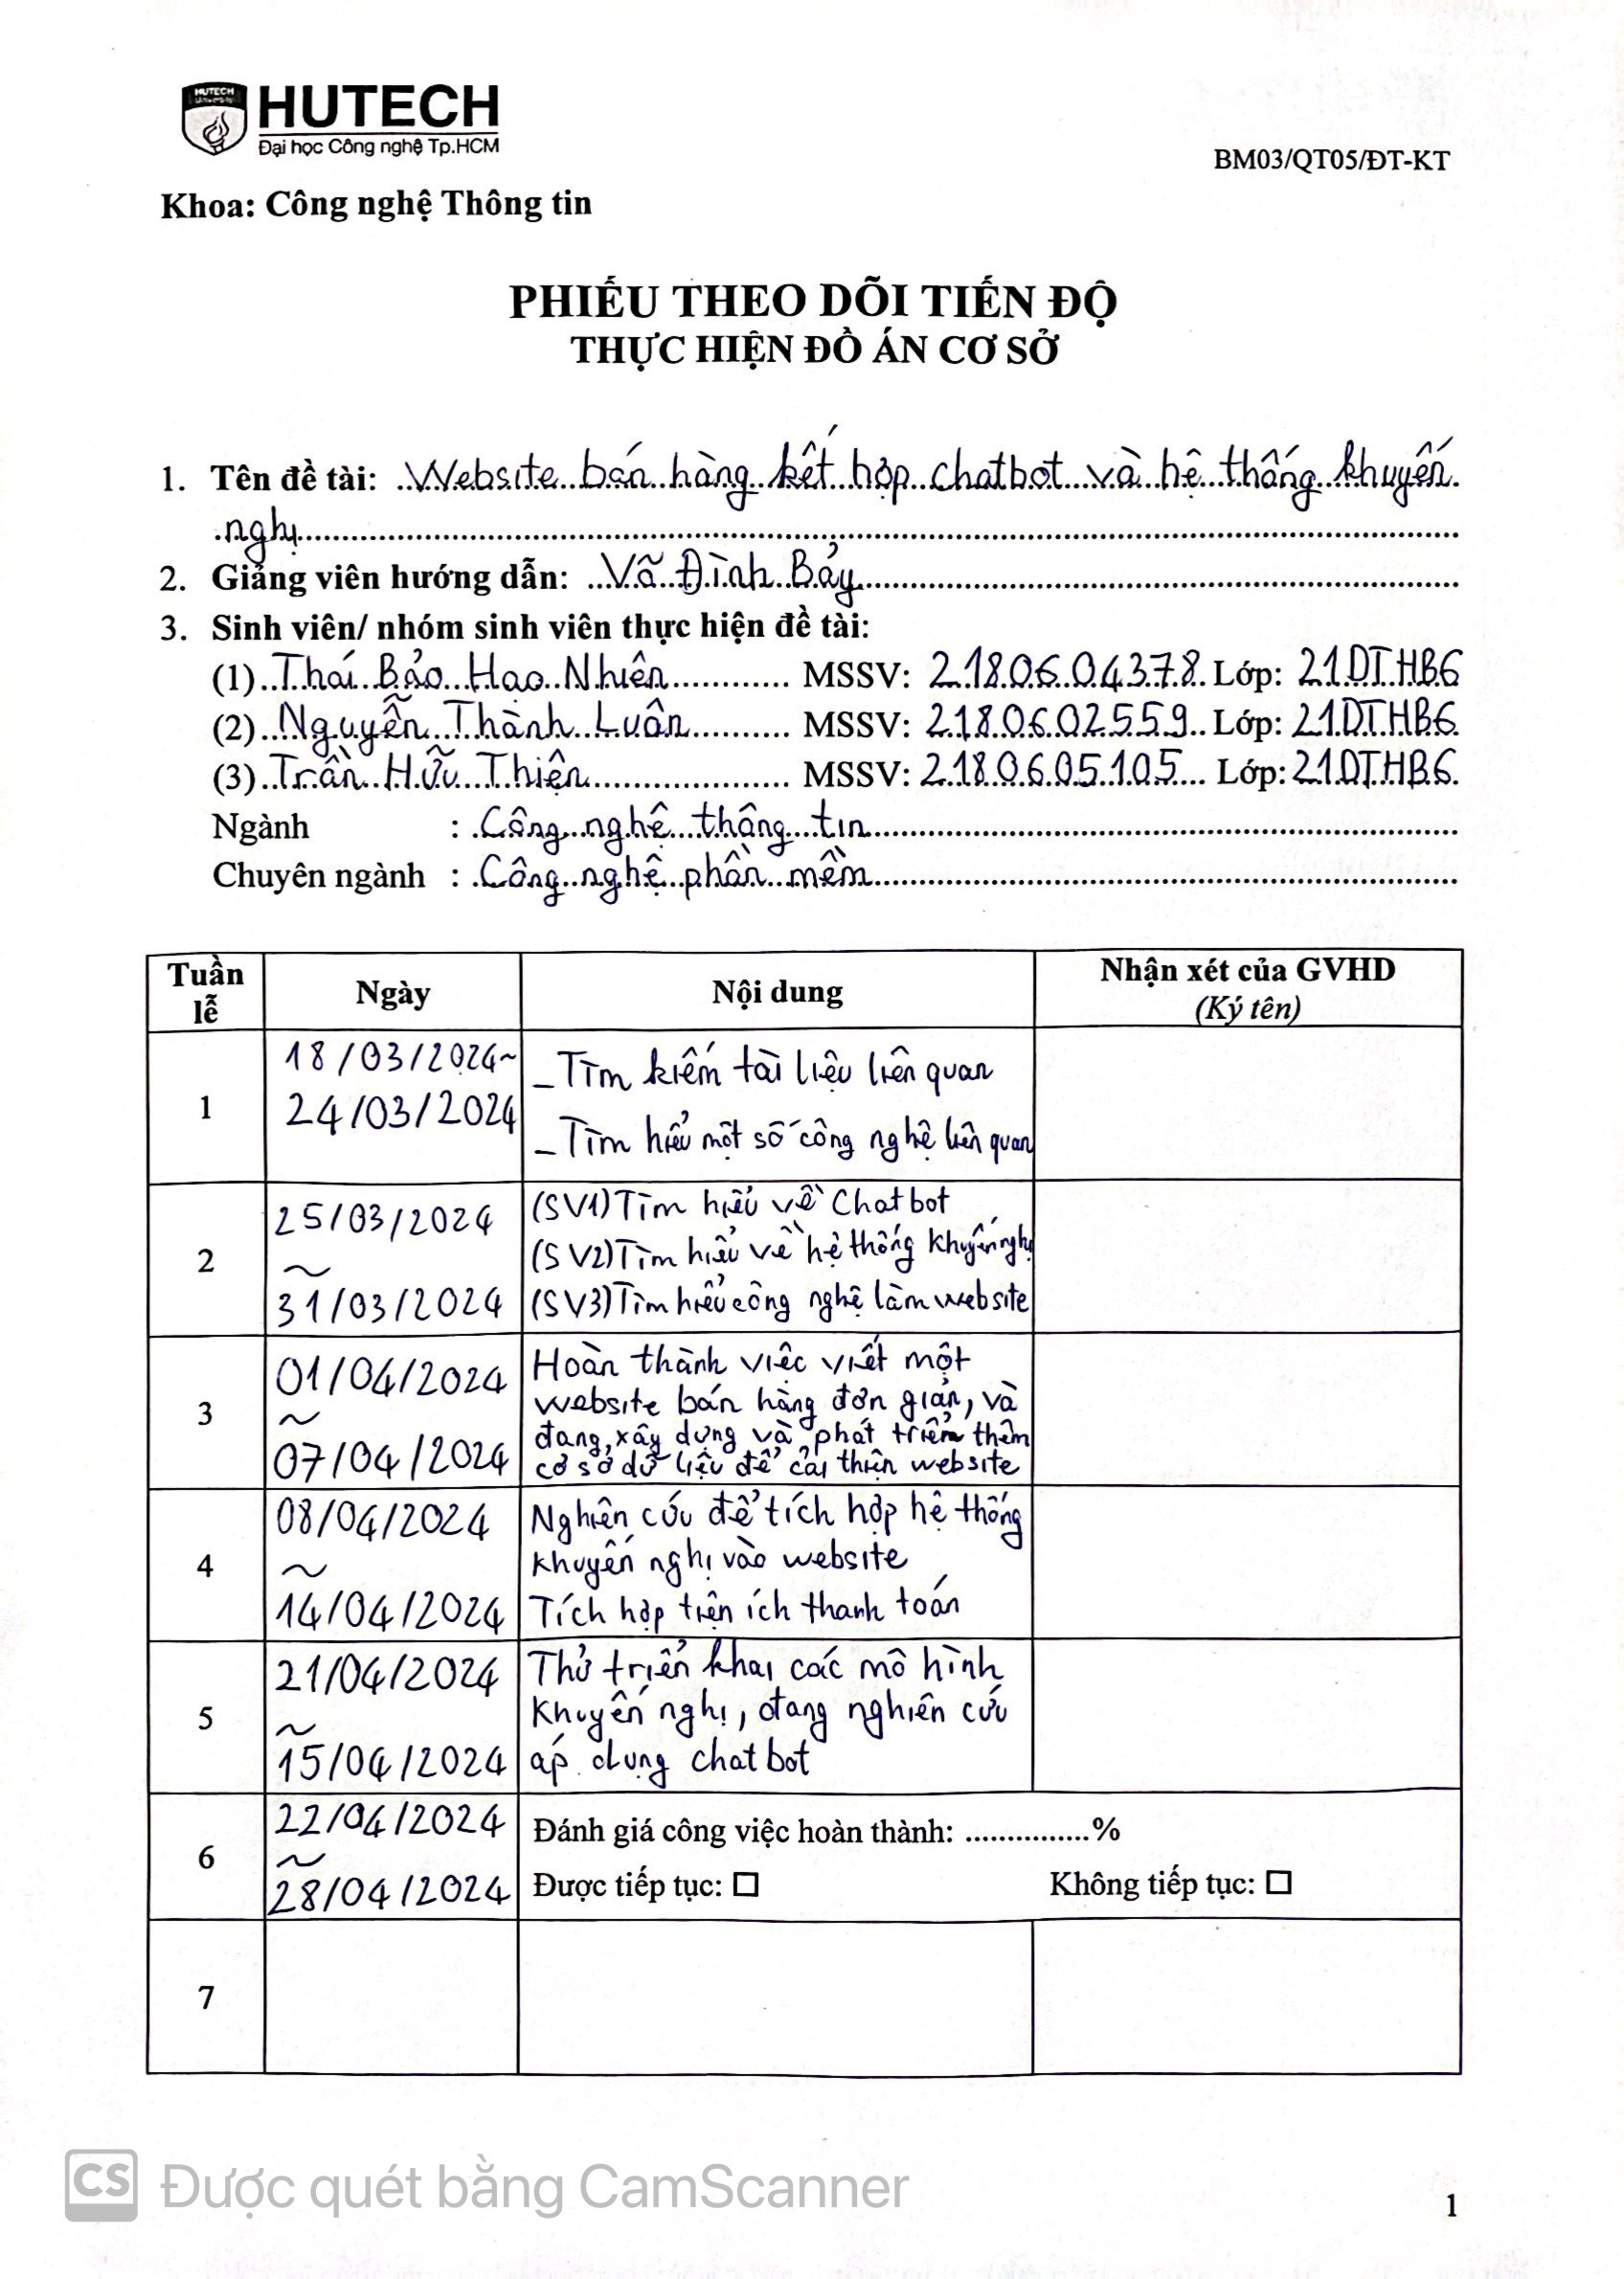 HUTECH
University
HUTECH
Đại học Công nghệ Tp.HCM
BM03/QT05/ĐT-KT
Khoa: Công nghệ Thông tin
PHIẾU THEO DÕI TIẾN ĐỘ
THỰC HIỆN ĐỒ ÁN CƠ SỞ
1. Tên đề tài: Website bán hàng kết hợp chatbot và hệ thống khuyến
nghị
2. Giảng viên hướng dẫn: Võ Đình Bảy
3. Sinh viên/ nhóm sinh viên thực hiện đề tài:
(1) Thái Bảo Hạo Nhiên MSSV: 2180604378 Lớp: 21DTHB6
(2) Nguyễn Thành Luân MSSV: 2180602559 Lớp: 21DTHB6
(3) Trần Hữu Thiện MSSV: 2180605105 Lớp: 21DTHB6
Ngành : Công nghệ thông tin
Chuyên ngành : Công nghệ phần mềm
Tuần
lễ
Ngày
Nội dung
Nhận xét của GVHD
(Ký tên)
1
18/03/2024~
24/03/2024
_ Tìm kiếm tài liệu liên quan
_ Tìm hiểu một số công nghệ liên quan
2
25/03/2024
~
31/03/2024
(SV1) Tìm hiểu về Chatbot
(SV2) Tìm hiểu về hệ thống khuyến nghị
(SV3) Tìm hiểu công nghệ làm website
3
01/04/2024
~
07/04/2024
Hoàn thành việc viết một
website bán hàng đơn giản, và
đang xây dựng và phát triển thêm
cơ sở dữ liệu để cải thiện website
4
08/04/2024
~
14/04/2024
Nghiên cứu để tích hợp hệ thống
khuyến nghị vào website
Tích hợp tiện ích thanh toán
5
21/04/2024
~
15/04/2024
Thử triển khai các mô hình
khuyến nghị, đang nghiên cứu
áp dụng chatbot
6
22/04/2024
~
28/04/2024
Đánh giá công việc hoàn thành: ...............%
Được tiếp tục: ☐ Không tiếp tục: ☐
7
CS Được quét bằng CamScanner
1